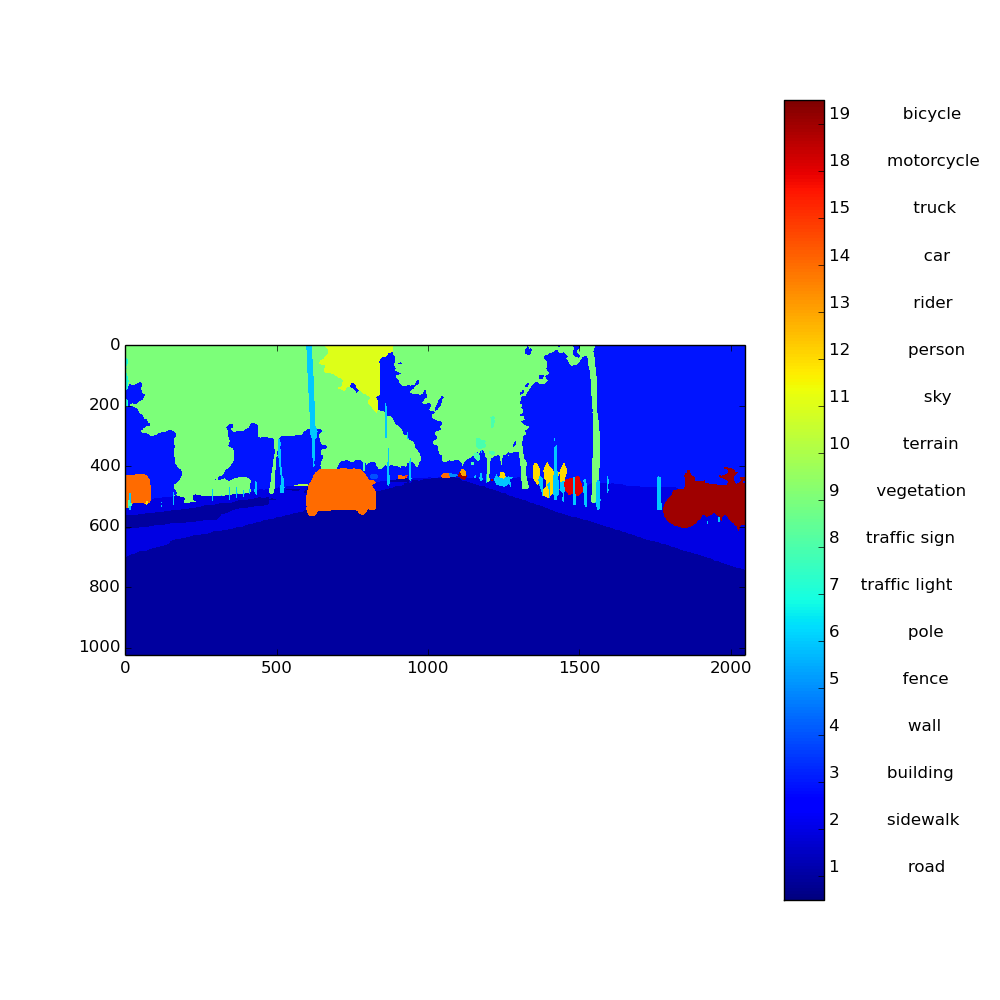 19 bicycle
18 motorcycle
15 truck
14 car
13 rider
12 person
11 sky
10 terrain
9 vegetation
8 traffic sign
7 traffic light
6 pole
5 fence
4 wall
3 building
2 sidewalk
1 road
0
200
400
600
800
1000
0 500 1000 1500 2000